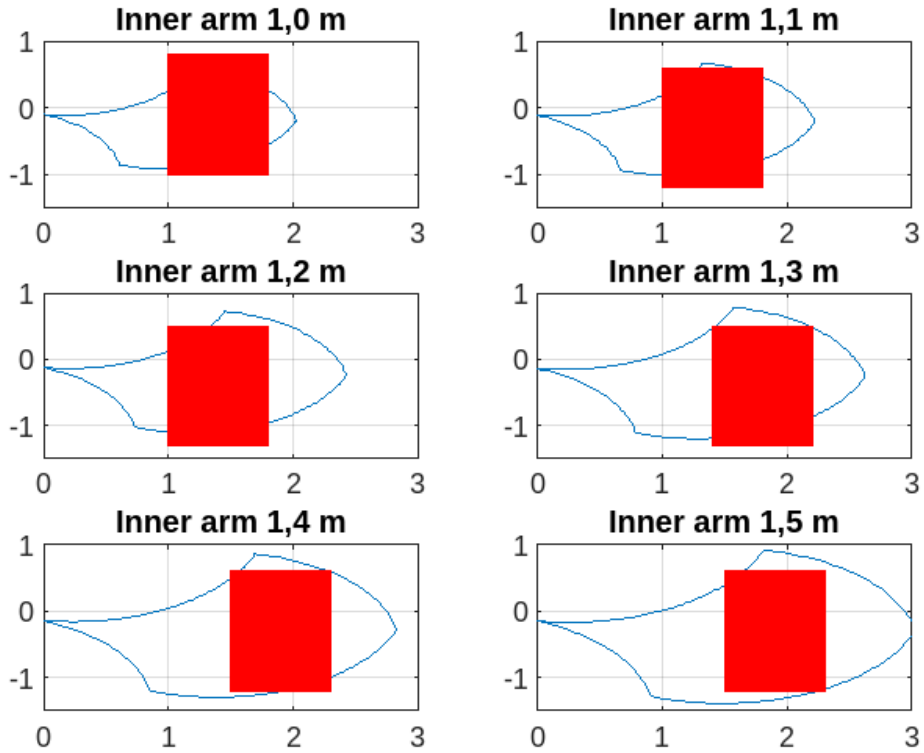 Inner arm 1,0 m
Inner arm 1,1 m
1
0
-1
0 1 2 3
1
0
-1
0 1 2 3
Inner arm 1,2 m
Inner arm 1,3 m
1
0
-1
0 1 2 3
1
0
-1
0 1 2 3
Inner arm 1,4 m
Inner arm 1,5 m
1
0
-1
0 1 2 3
1
0
-1
0 1 2 3